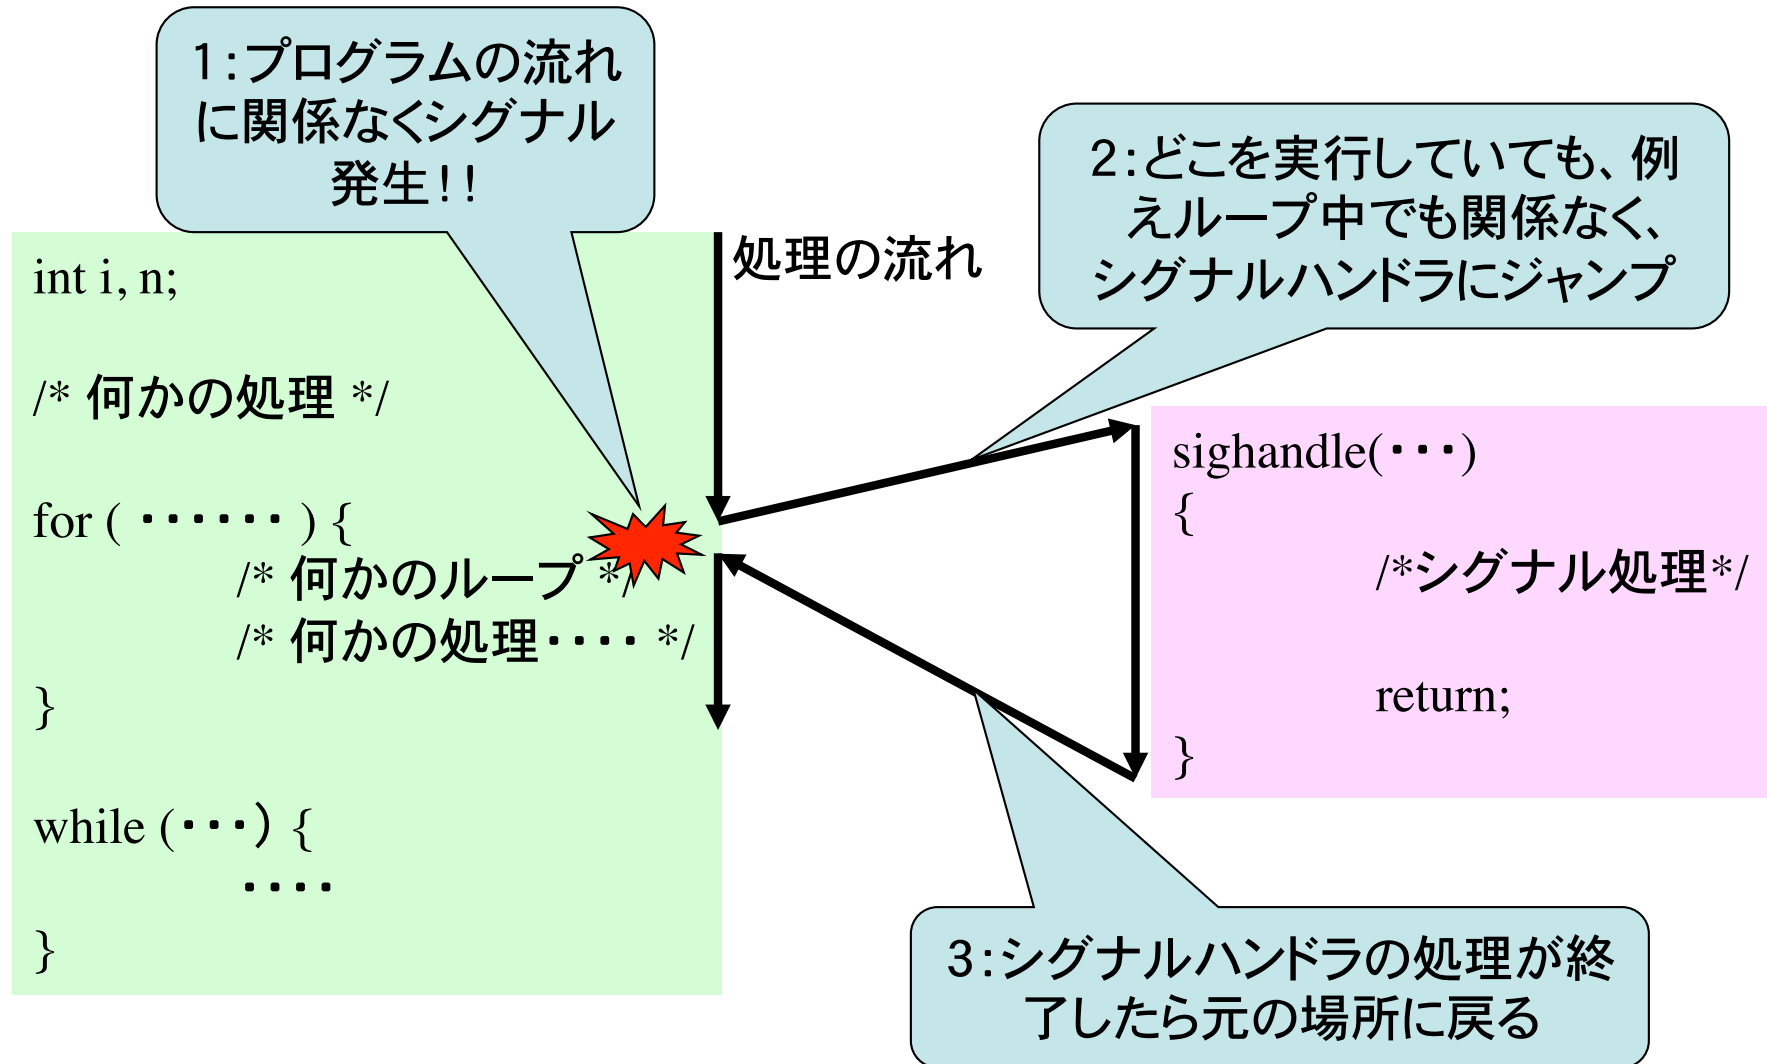 1:プログラムの流れ
に関係なくシグナル
発生!!
2:どこを実行していても、例
えループ中でも関係なく、
シグナルハンドラにジャンプ
処理の流れ
int i, n;
/* 何かの処理 */
for ( ・・・・・・ ) {
/* 何かのループ */
/* 何かの処理・・・・ */
}
while (・・・) {
・・・・
}
sighandle(・・・)
{
/*シグナル処理*/
return;
}
3:シグナルハンドラの処理が終
了したら元の場所に戻る